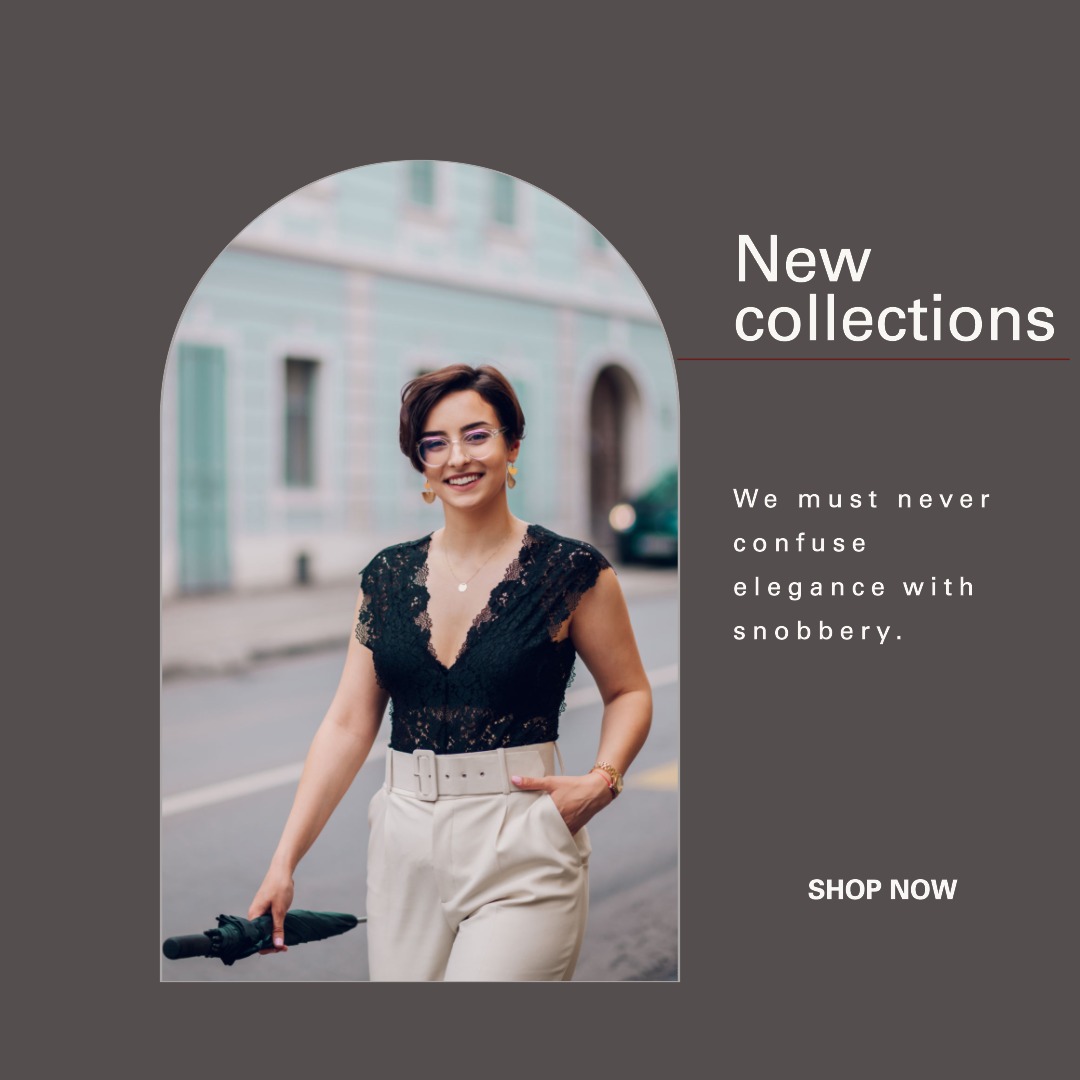 New
collections
We must never
confuse
elegance with
snobbery.
SHOP NOW